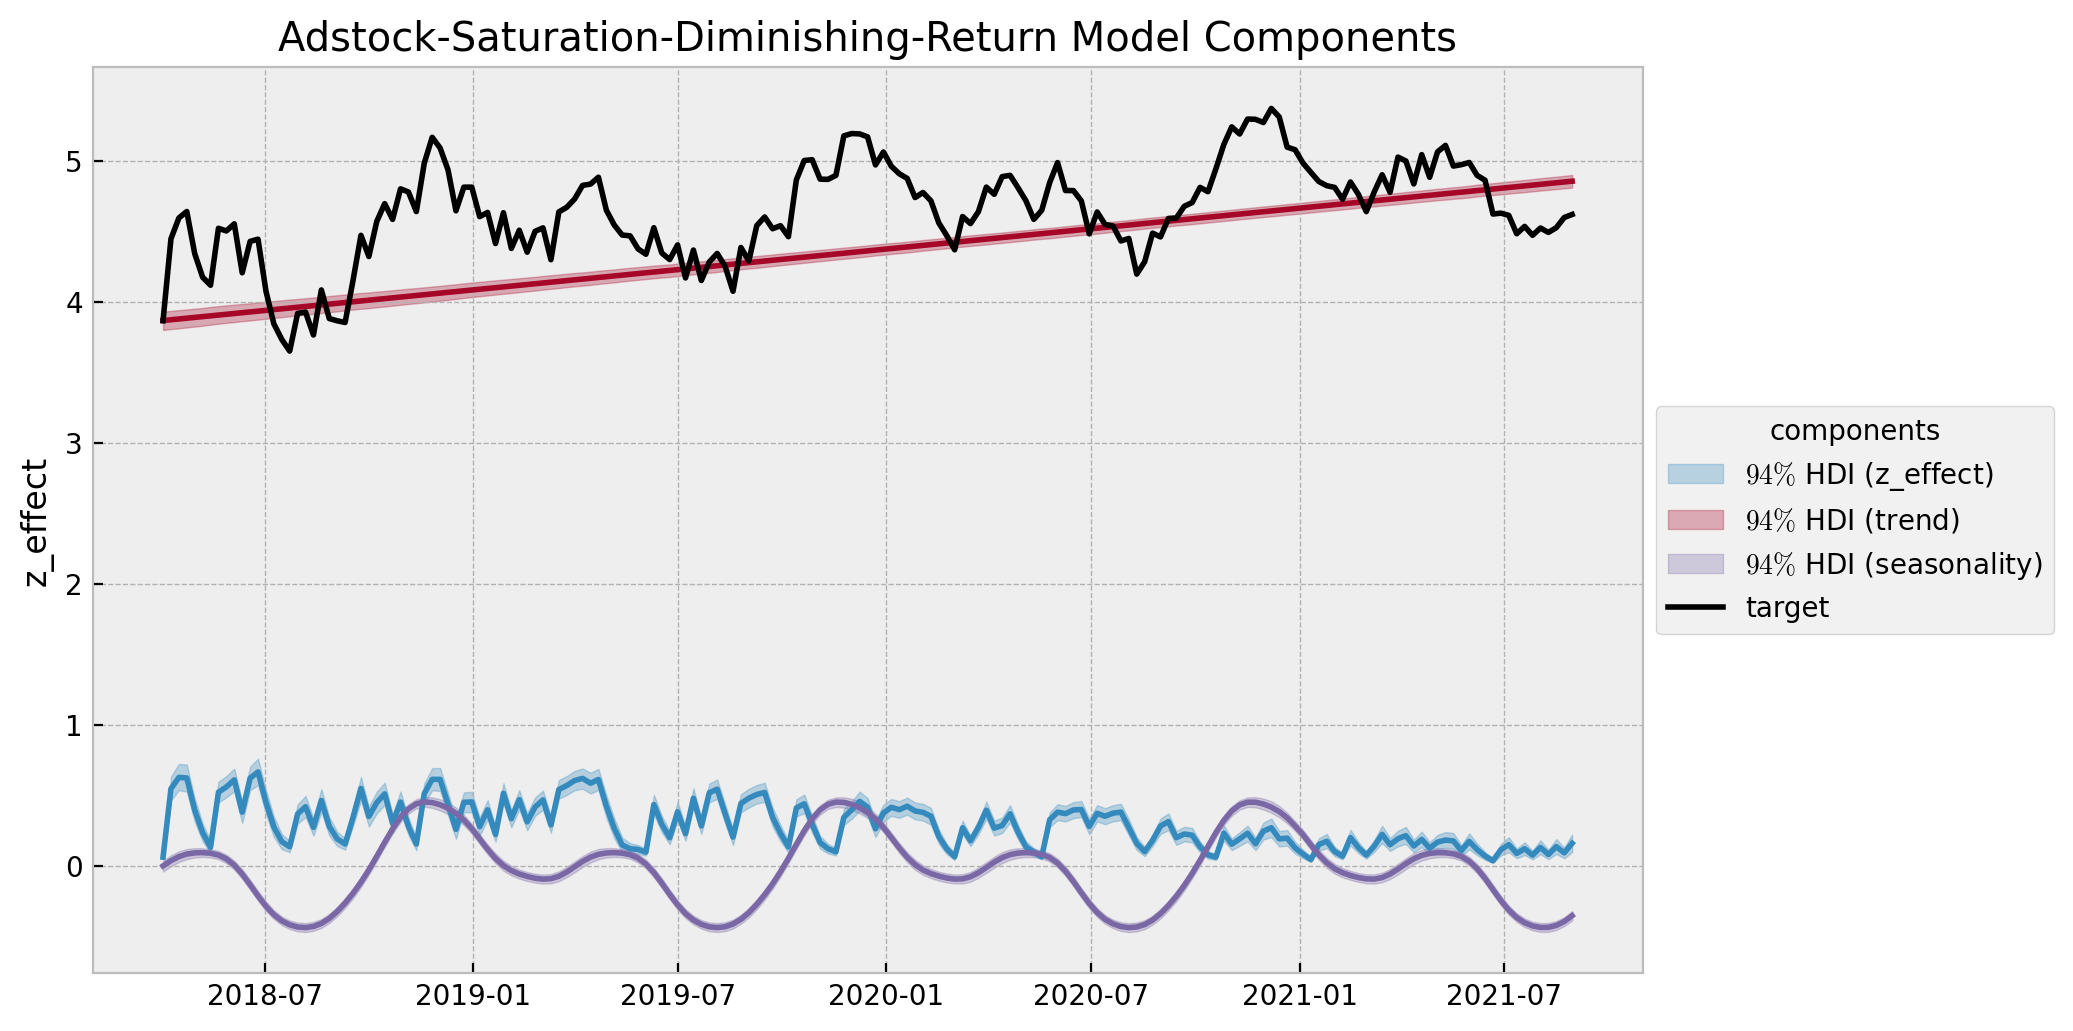 Adstock-Saturation-Diminishing-Return Model Components
z_effect
5
4
3
2
1
0
2018-07
2019-01
2019-07
2020-01
2020-07
2021-01
2021-07
components
94% HDI (z_effect)
94% HDI (trend)
94% HDI (seasonality)
target